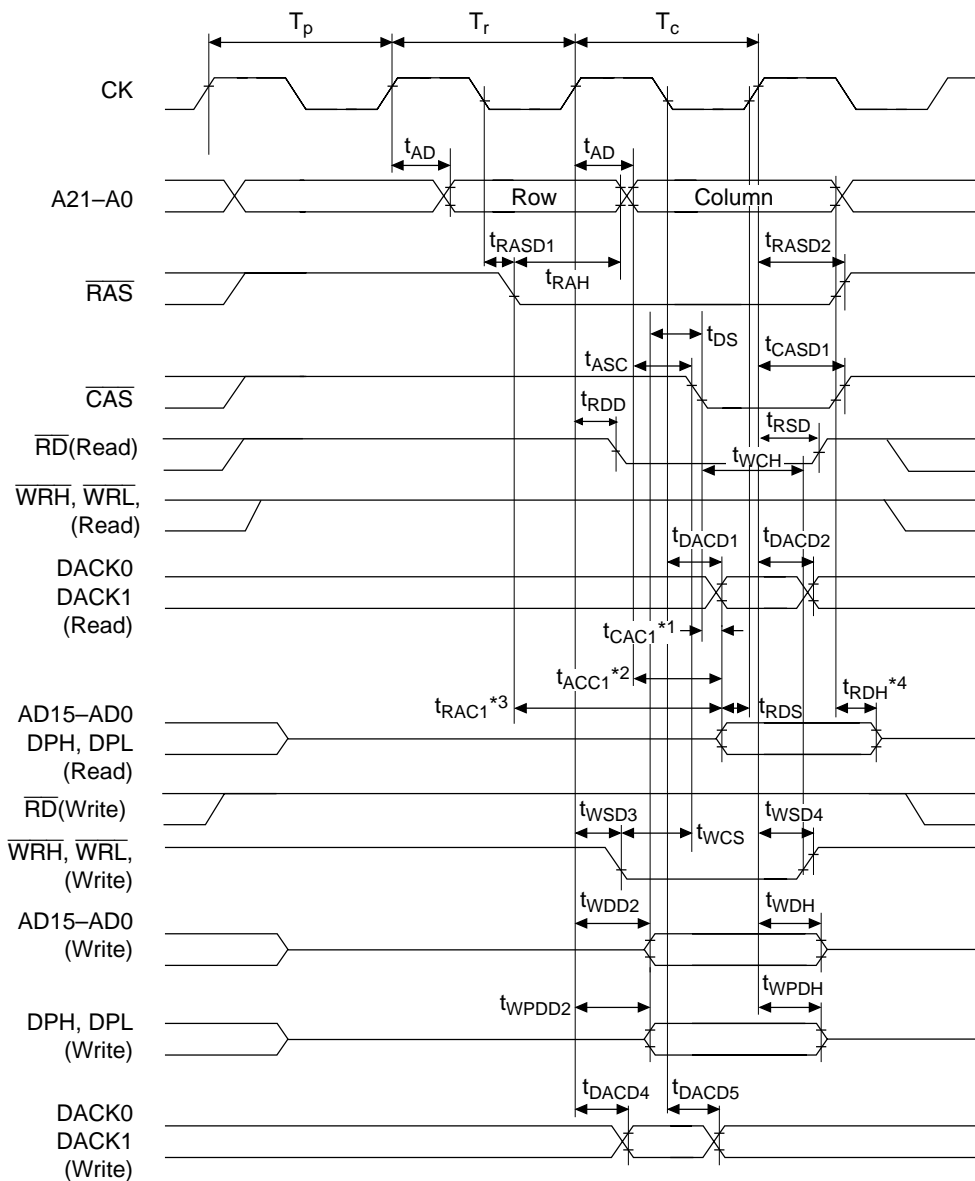 Tp Tr Tc
CK
tAD tAD
A21–A0 Row Column
tRASD1 tRASD2
tRAH
RAS
tDS
tASC tCASD1
CAS
tRDD tRSD
RD(Read)
tWCH
WRH, WRL,
(Read)
tDACD1 tDACD2
DACK0
DACK1
(Read)
tCAC1*1
tACC1*2
tRAC1*3 tRDS tRDH*4
AD15–AD0
DPH, DPL
(Read)
RD(Write)
tWSD3 tWSD4
tWCS
WRH, WRL,
(Write)
tWDD2 tWDH
AD15–AD0
(Write)
tWPDD2 tWPDH
DPH, DPL
(Write)
tDACD4 tDACD5
DACK0
DACK1
(Write)